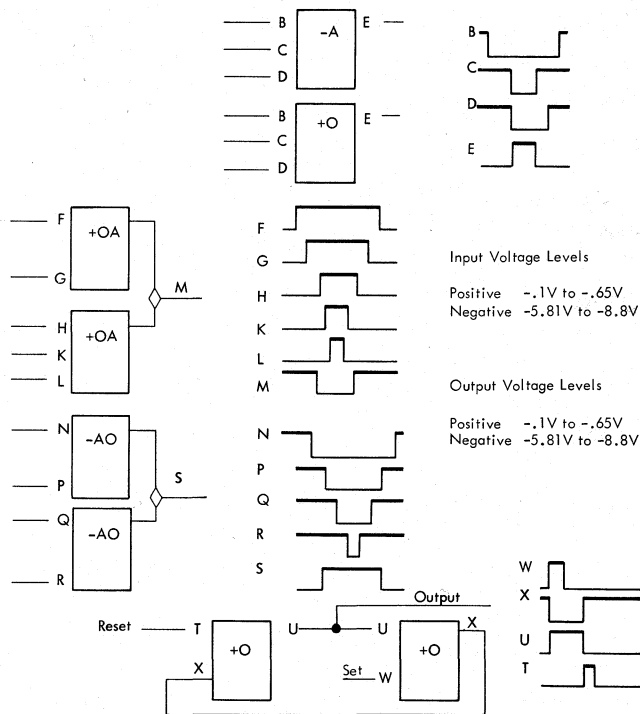 B
C
D
-A
E
B
C
D
+O
E
B
C
D
E
F
G
+OA
M
H
K
L
+OA
F
G
H
K
L
M
Input Voltage Levels
Positive -.1V to -.65V
Negative -5.81V to -8.8V
Output Voltage Levels
Positive -.1V to -.65V
Negative -5.81V to -8.8V
N
P
-AO
S
Q
R
-AO
N
P
Q
R
S
Output
Reset
T
X
+O
U
U
+O
X
Set
W
W
X
U
T